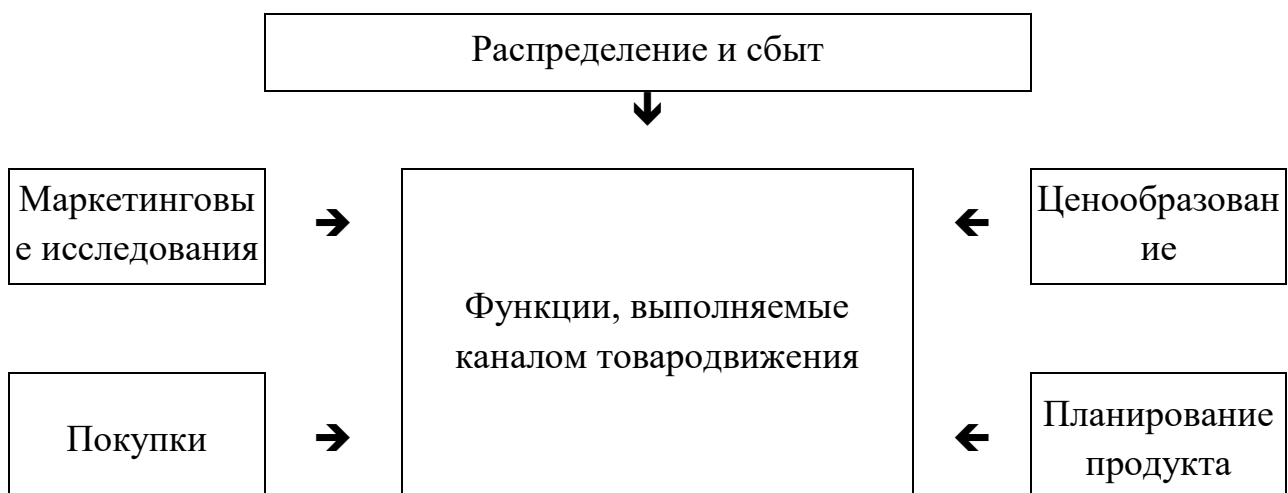 Распределение и сбыт
Маркетинговы
е исследования
Ценообразован
ие
Функции, выполняемые
каналом товародвижения
Покупки
Планирование
продукта